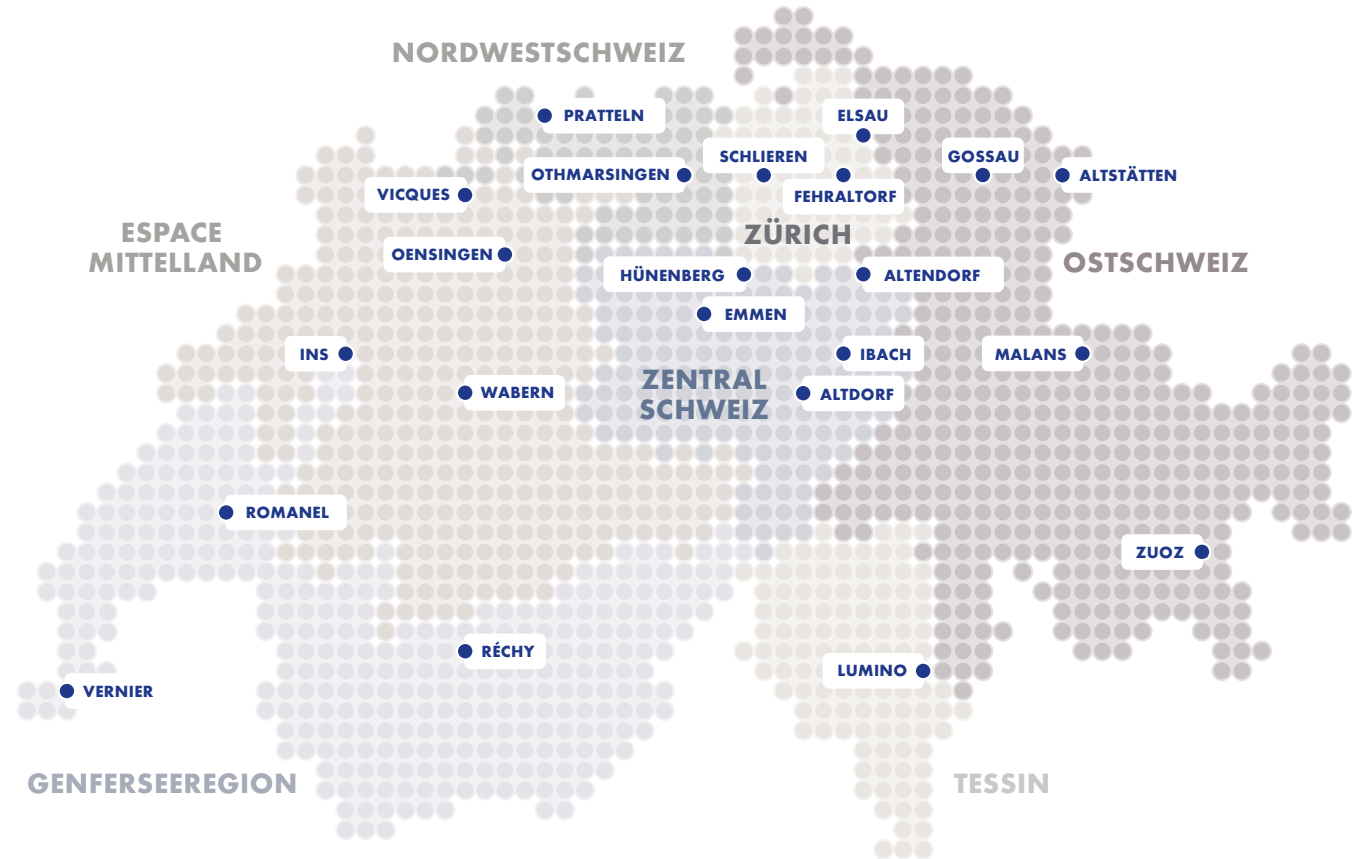 NORDWESTSCHWEIZ
PRATTELN
ELSAU
SCHLIEREN
GOSSAU
OTHMARSINGEN
ALTSTÄTTEN
VICQUES
FEHRALTORF
ESPACE
MITTELLAND
ZÜRICH
OENSINGEN
OSTSCHWEIZ
HÜNENBERG
ALTENDORF
EMMEN
INS
IBACH
MALANS
ZENTRAL
SCHWEIZ
WABERN
ALTDORF
ROMANEL
ZUOZ
RÉCHY
LUMINO
VERNIER
GENFERSEEREGION
TESSIN